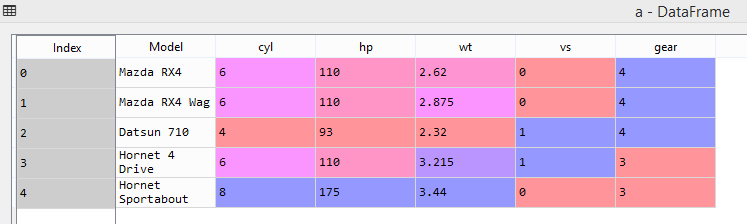 a - DataFrame
Index Model cyl hp wt vs gear
0 Mazda RX4 6 110 2.62 0 4
1 Mazda RX4 Wag 6 110 2.875 0 4
2 Datsun 710 4 93 2.32 1 4
3 Hornet 4 Drive 6 110 3.215 1 3
4 Hornet Sportabout 8 175 3.44 0 3